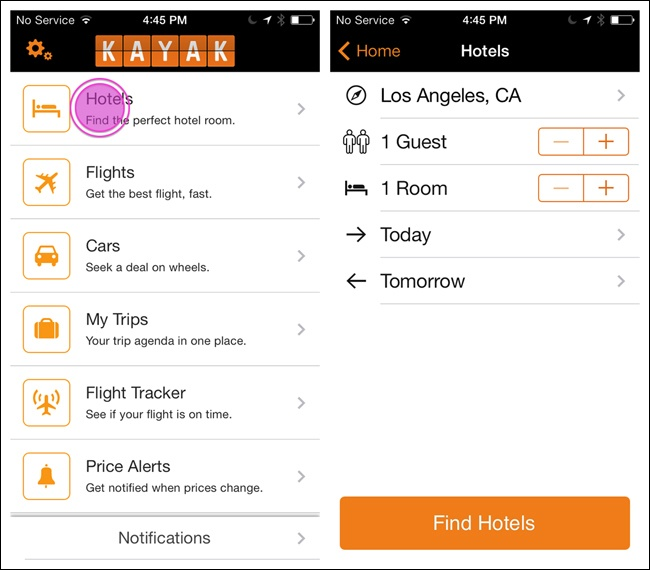 No Service 4:45 PM
KAYAK
Hotels
Find the perfect hotel room.
Flights
Get the best flight, fast.
Cars
Seek a deal on wheels.
My Trips
Your trip agenda in one place.
Flight Tracker
See if your flight is on time.
Price Alerts
Get notified when prices change.
Notifications
No Service 4:45 PM
Home Hotels
Los Angeles, CA
1 Guest − +
1 Room − +
Today
Tomorrow
Find Hotels